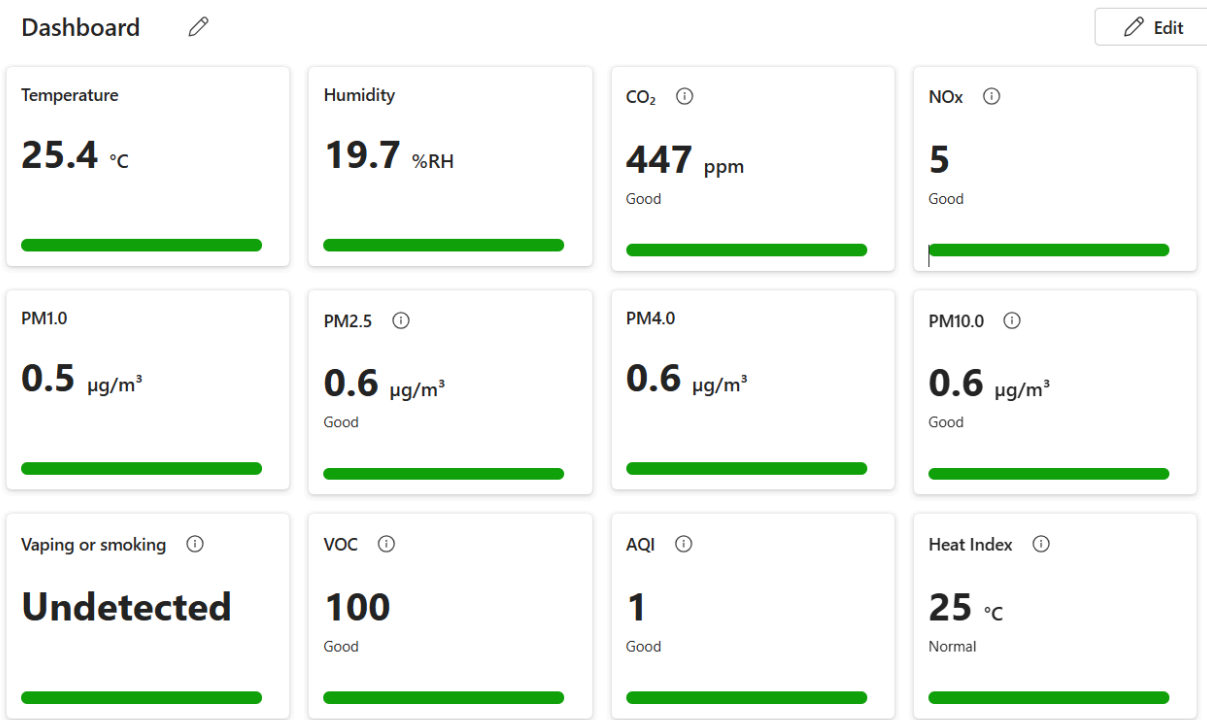 Dashboard
Edit
Temperature
25.4 °C
Humidity
19.7 %RH
CO₂
447 ppm
Good
NOx
5
Good
PM1.0
0.5 µg/m³
PM2.5
0.6 µg/m³
Good
PM4.0
0.6 µg/m³
PM10.0
0.6 µg/m³
Good
Vaping or smoking
Undetected
VOC
100
Good
AQI
1
Good
Heat Index
25 °C
Normal